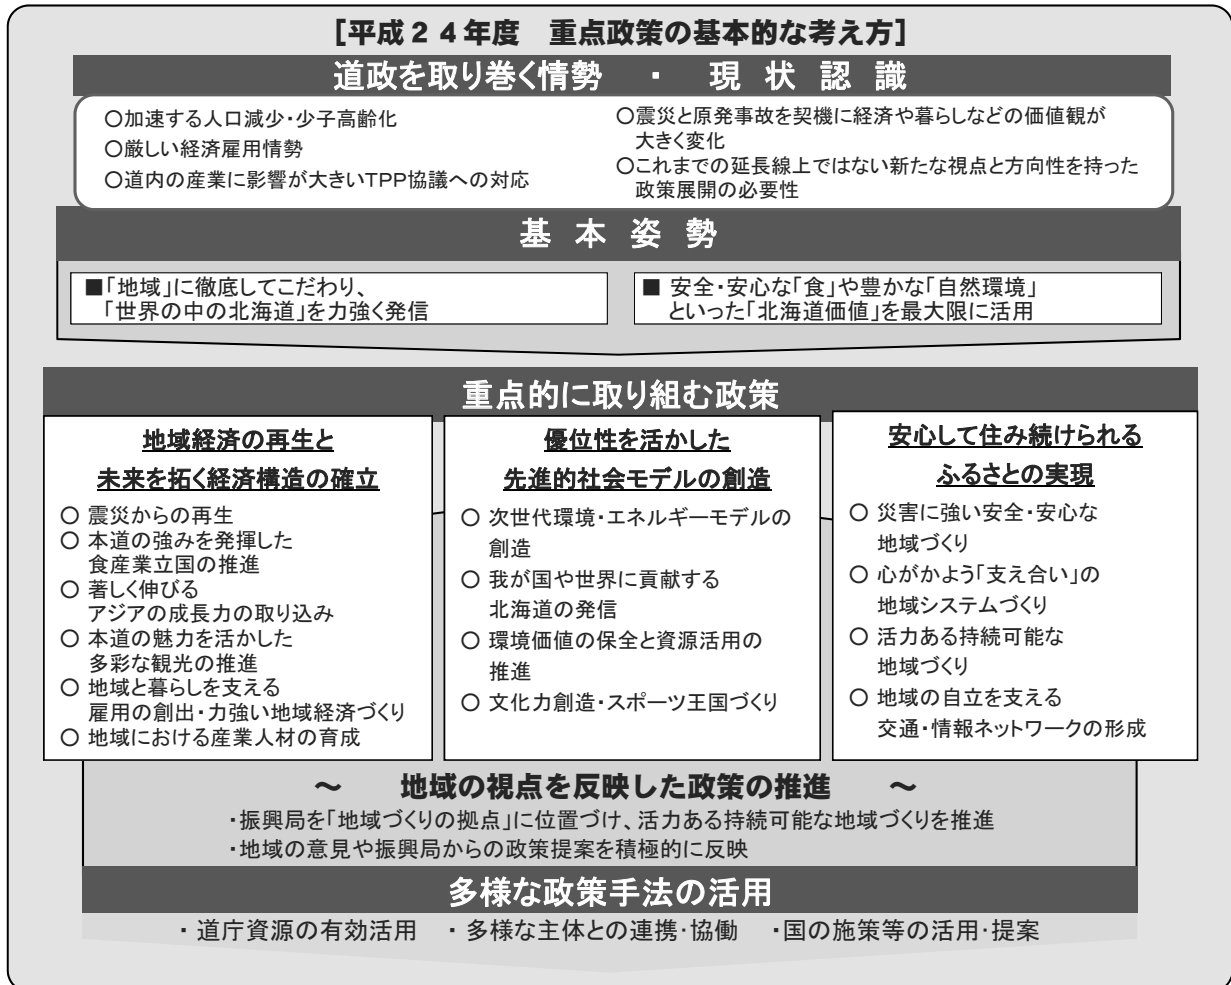 [平成２４年度　重点政策の基本的な考え方]
道政を取り巻く情勢　・　現 状 認 識
○加速する人口減少・少子高齢化
○厳しい経済雇用情勢
○道内の産業に影響が大きいTPP協議への対応
○震災と原発事故を契機に経済や暮らしなどの価値観が
大きく変化
○これまでの延長線上ではない新たな視点と方向性を持った
政策展開の必要性
基 本 姿 勢
■「地域」に徹底してこだわり、
「世界の中の北海道」を力強く発信
■ 安全・安心な「食」や豊かな「自然環境」
といった「北海道価値」を最大限に活用
重点的に取り組む政策
地域経済の再生と
未来を拓く経済構造の確立
○ 震災からの再生
○ 本道の強みを発揮した
食産業立国の推進
○ 著しく伸びる
アジアの成長力の取り込み
○ 本道の魅力を活かした
多彩な観光の推進
○ 地域と暮らしを支える
雇用の創出・力強い地域経済づくり
○ 地域における産業人材の育成
優位性を活かした
先進的社会モデルの創造
○ 次世代環境・エネルギーモデルの
創造
○ 我が国や世界に貢献する
北海道の発信
○ 環境価値の保全と資源活用の
推進
○ 文化力創造・スポーツ王国づくり
安心して住み続けられる
ふるさとの実現
○ 災害に強い安全・安心な
地域づくり
○ 心がかよう「支え合い」の
地域システムづくり
○ 活力ある持続可能な
地域づくり
○ 地域の自立を支える
交通・情報ネットワークの形成
～　地域の視点を反映した政策の推進　～
・振興局を「地域づくりの拠点」に位置づけ、活力ある持続可能な地域づくりを推進
・地域の意見や振興局からの政策提案を積極的に反映
多様な政策手法の活用
・ 道庁資源の有効活用　・ 多様な主体との連携・協働　・国の施策等の活用・提案